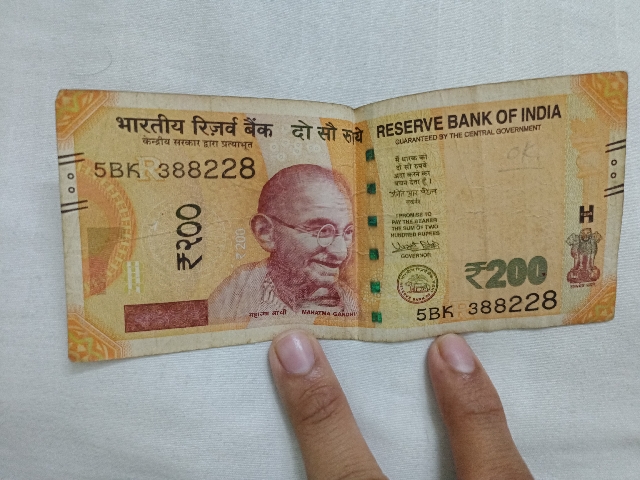 भारतीय रिज़र्व बैंक दो सौ रुपये
केन्द्रीय सरकार द्वारा प्रत्याभूत
5BK 388228
₹२००
200
महात्मा गांधी MAHATMA GANDHI
RESERVE BANK OF INDIA
GUARANTEED BY THE CENTRAL GOVERNMENT
OK
मैं धारक को
दो सौ रुपये
अदा करने का
वचन देता हूँ।
I PROMISE TO
PAY THE BEARER
THE SUM OF TWO
HUNDRED RUPEES
GOVERNOR
₹200
5BK 388228